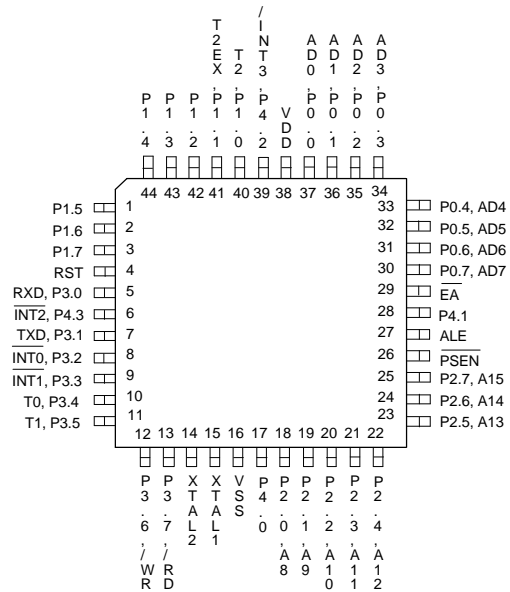 P1.4
P1.3
P1.2
T2EX,P1.1
T2,P1.0
/INT3,P4.2
VDD
AD0,P0.0
AD1,P0.1
AD2,P0.2
AD3,P0.3
44 43 42 41 40 39 38 37 36 35 34
P1.5 1
P1.6 2
P1.7 3
RST 4
RXD, P3.0 5
INT2, P4.3 6
TXD, P3.1 7
INT0, P3.2 8
INT1, P3.3 9
T0, P3.4 10
T1, P3.5 11
33 P0.4, AD4
32 P0.5, AD5
31 P0.6, AD6
30 P0.7, AD7
29 EA
28 P4.1
27 ALE
26 PSEN
25 P2.7, A15
24 P2.6, A14
23 P2.5, A13
12 13 14 15 16 17 18 19 20 21 22
P3.6,/WR
P3.7,/RD
XTAL2
XTAL1
VSS
P4.0
P2.0,A8
P2.1,A9
P2.2,A10
P2.3,A11
P2.4,A12